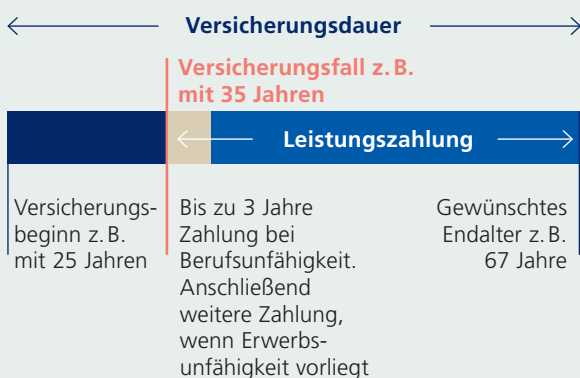 Versicherungsdauer
Versicherungsfall z. B.
mit 35 Jahren
Leistungszahlung
Versicherungs-
beginn z. B.
mit 25 Jahren
Bis zu 3 Jahre
Zahlung bei
Berufsunfähigkeit.
Anschließend
weitere Zahlung,
wenn Erwerbs-
unfähigkeit vorliegt
Gewünschtes
Endalter z. B.
67 Jahre